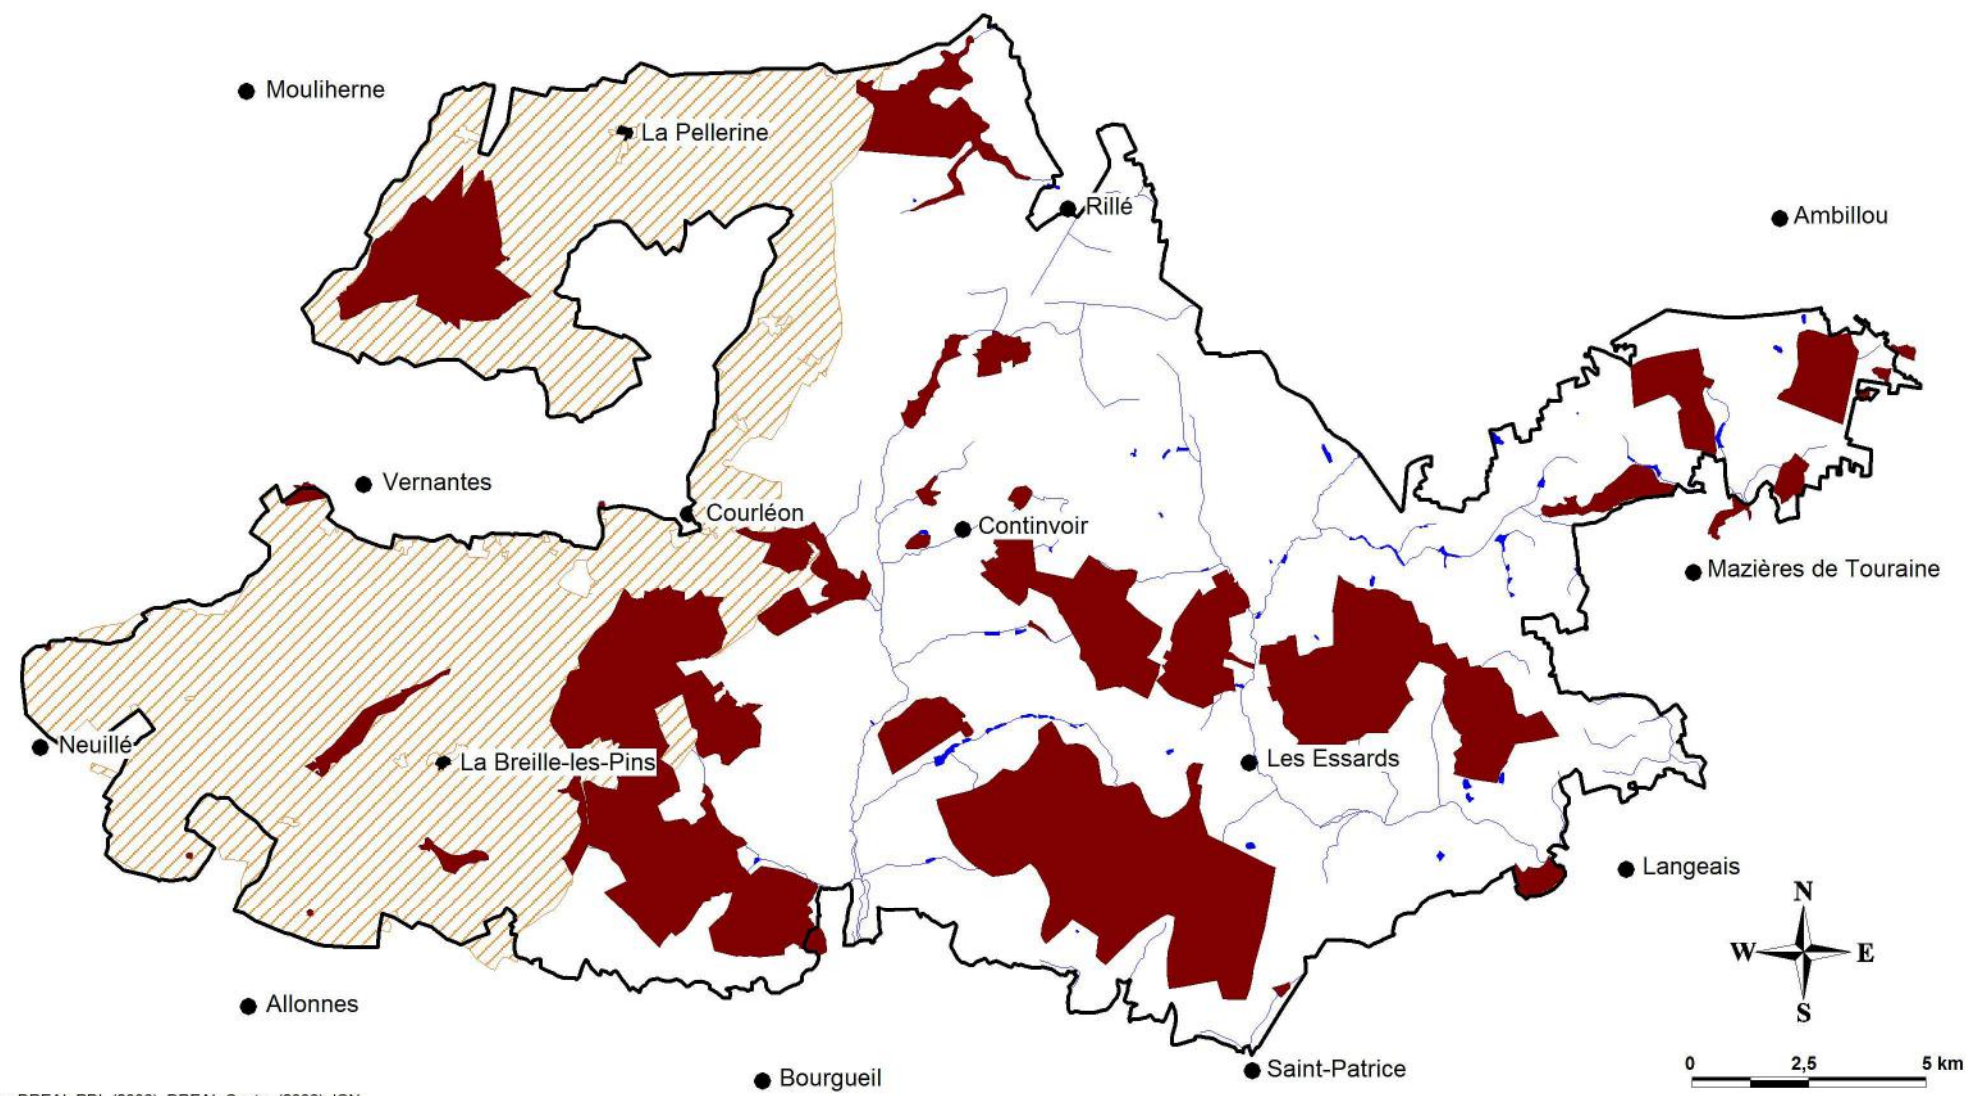 Mouliherne
La Pellerine
Rillé
Ambillou
Vernantes
Courléon
Continvoir
Mazières de Touraine
Neuillé
La Breille-les-Pins
Les Essards
Langeais
N
W
E
S
Allonnes
Bourgueil
Saint-Patrice
0
2,5
5 km